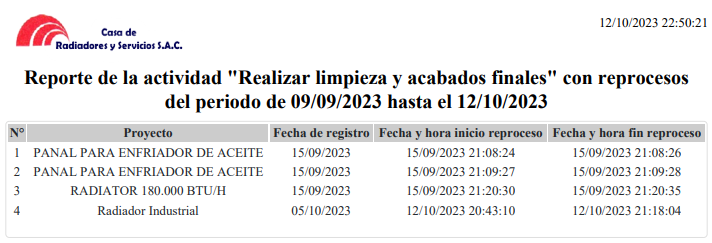 Casa de
Radiadores y Servicios S.A.C.
12/10/2023 22:50:21
Reporte de la actividad "Realizar limpieza y acabados finales" con reprocesos
del periodo de 09/09/2023 hasta el 12/10/2023
N° Proyecto Fecha de registro Fecha y hora inicio reproceso Fecha y hora fin reproceso
1 PANAL PARA ENFRIADOR DE ACEITE 15/09/2023 15/09/2023 21:08:24 15/09/2023 21:08:26
2 PANAL PARA ENFRIADOR DE ACEITE 15/09/2023 15/09/2023 21:09:27 15/09/2023 21:09:28
3 RADIATOR 180.000 BTU/H 15/09/2023 15/09/2023 21:20:30 15/09/2023 21:20:35
4 Radiador Industrial 05/10/2023 12/10/2023 20:43:10 12/10/2023 21:18:04